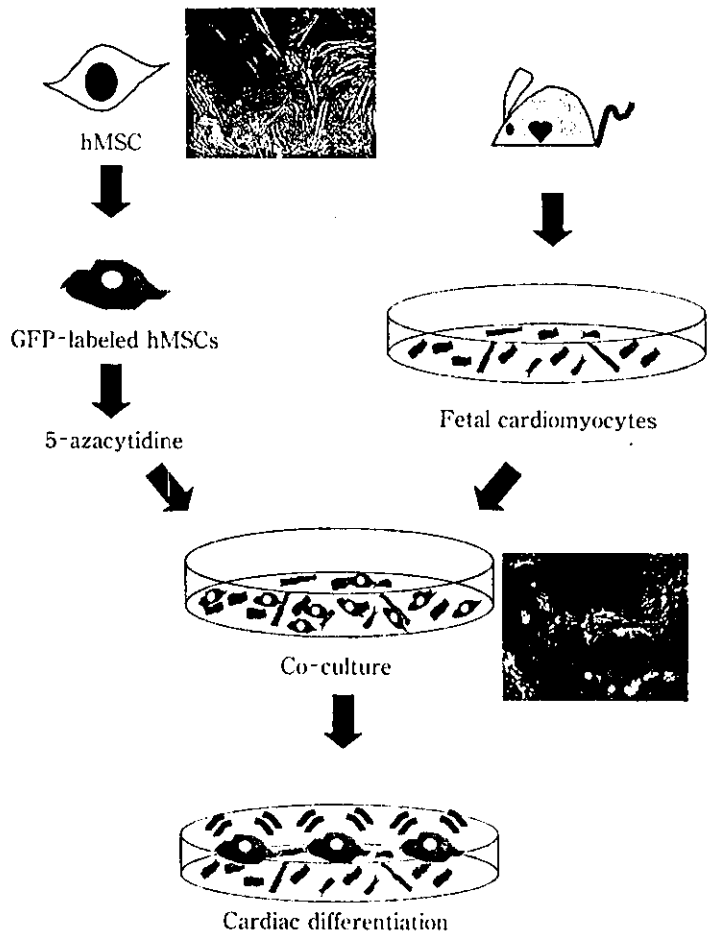 hMSC
GFP-labeled hMSCs
5-azacytidine
Fetal cardiomyocytes
Co-culture
Cardiac differentiation